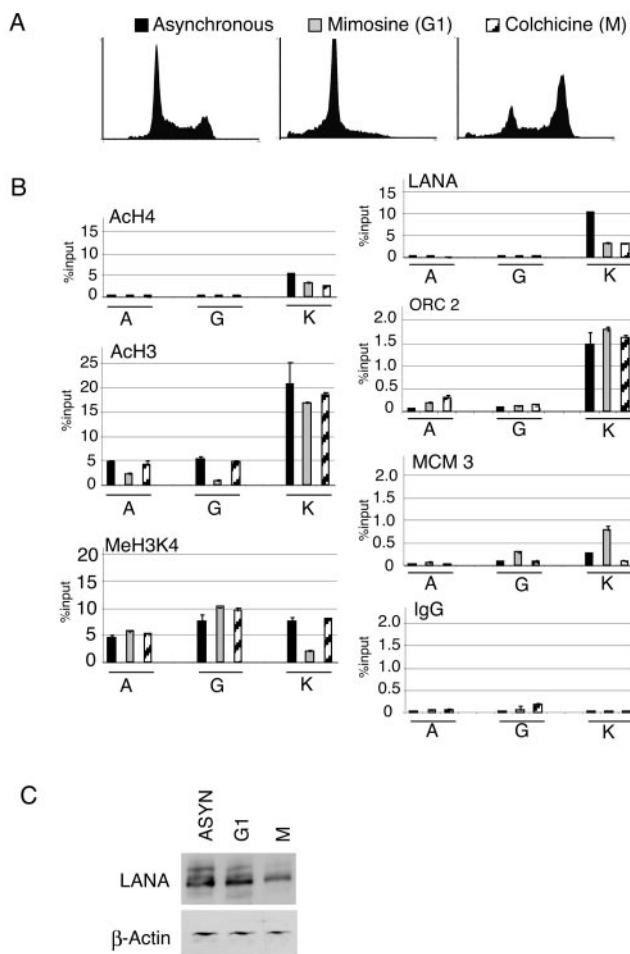 A
Asynchronous Mimosine (G1) Colchicine (M)
B
AcH4
%input
15
10
5
0
A G K
AcH3
%input
25
20
15
10
5
0
A G K
MeH3K4
%input
20
15
10
5
0
A G K
LANA
%input
15
10
5
0
A G K
ORC 2
%input
2.0
1.5
1.0
0.5
0
A G K
MCM 3
%input
2.0
1.5
1.0
0.5
0
A G K
IgG
%input
2.0
1.5
1.0
0.5
0
A G K
C
ASYN G1 M
LANA
β-Actin